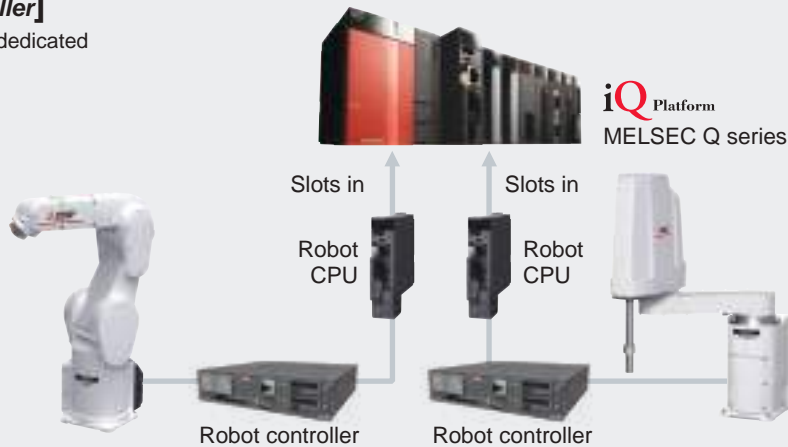 ller]
dedicated
iQ Platform
MELSEC Q series
Slots in
Slots in
Robot
CPU
Robot
CPU
Robot controller
Robot controller